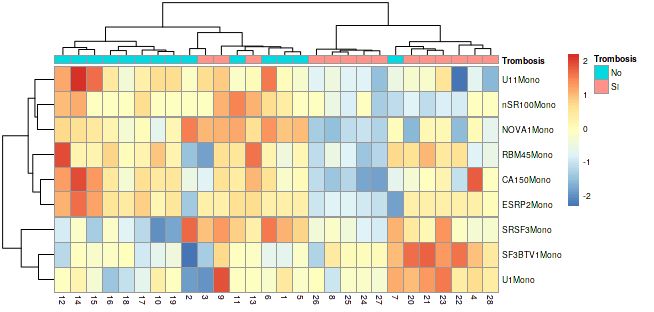 Trombosis
Trombosis
No
SI
2
1
0
-1
-2
U11Mono
nSR100Mono
NOVA1Mono
RBM45Mono
CA150Mono
ESRP2Mono
SRSF3Mono
SF3BTV1Mono
U1Mono
12 14 15 16 18 17 10 19 2 3 9 11 13 6 1 5 26 8 25 24 27 7 20 21 23 22 4 28